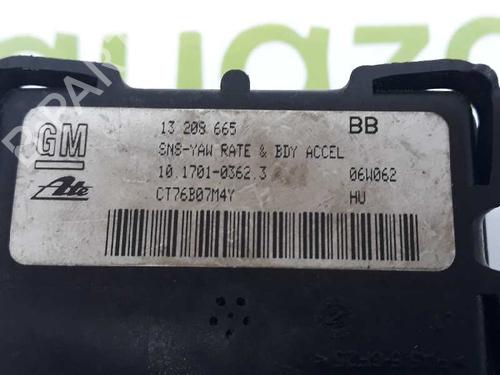 GM 13 208 665 BB
SNS-YAW RATE & BDY ACCEL
Ate 10.1701-0362.3 06W062
CT76B07M4Y HU